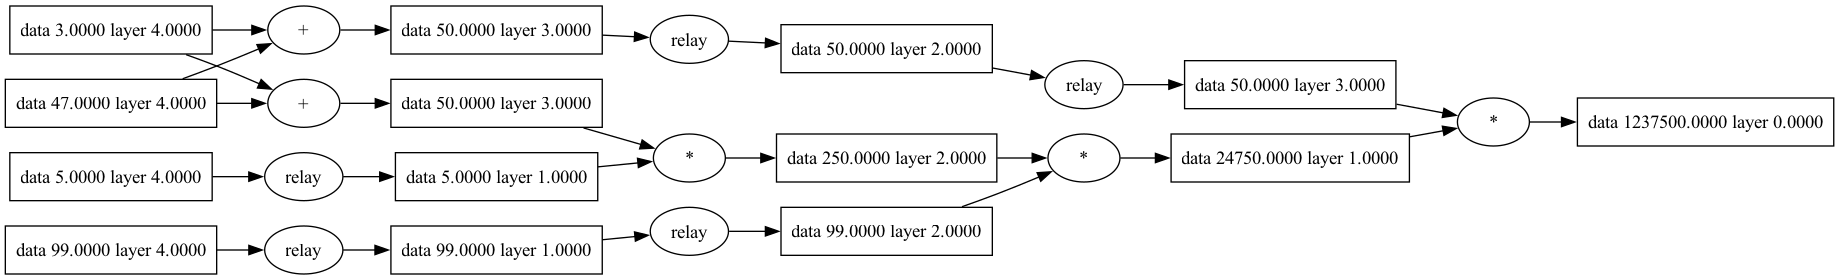 data 3.0000 layer 4.0000
+
data 50.0000 layer 3.0000
relay
data 50.0000 layer 2.0000
relay
data 50.0000 layer 3.0000
data 47.0000 layer 4.0000
+
data 50.0000 layer 3.0000
*
data 1237500.0000 layer 0.0000
data 5.0000 layer 4.0000
relay
data 5.0000 layer 1.0000
*
data 250.0000 layer 2.0000
*
data 24750.0000 layer 1.0000
data 99.0000 layer 4.0000
relay
data 99.0000 layer 1.0000
relay
data 99.0000 layer 2.0000